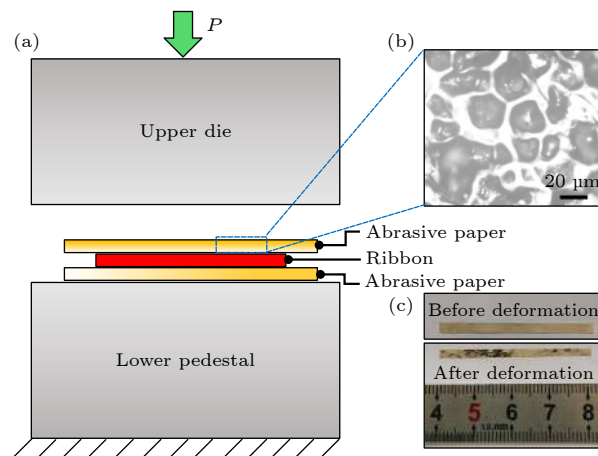 (a)
P
Upper die
Abrasive paper
Ribbon
Abrasive paper
Lower pedestal
(b)
20 µm
(c)
Before deformation
After deformation
4 5 6 7 8